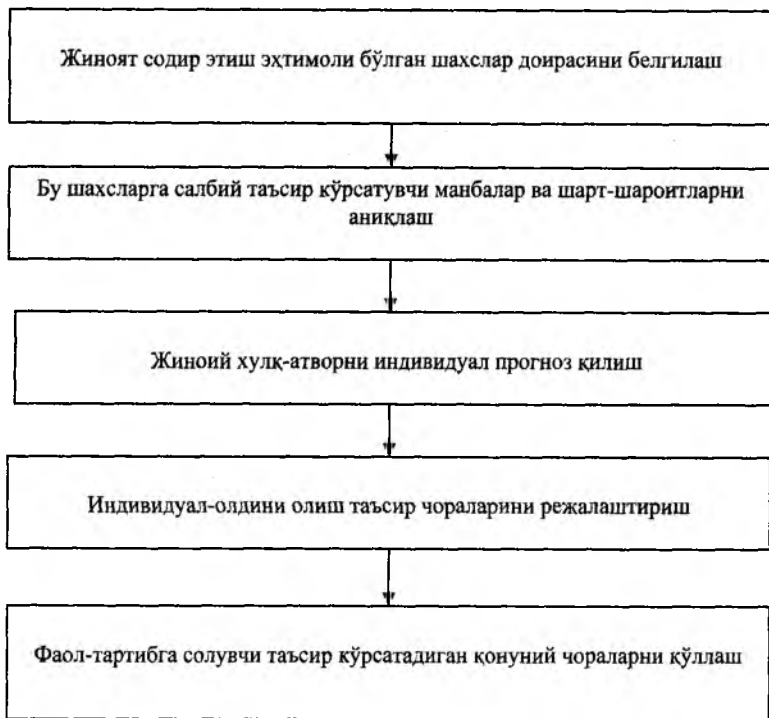 Жиноят содир этиш эҳтимоли бўлган шахслар доирасини белгилаш
Бу шахсларга салбий таъсир кўрсатувчи манбалар ва шарт-шароитларни
аниқлаш
Жиноий хулқ-атворни индивидуал прогноз қилиш
Индивидуал-олдини олиш таъсир чораларини режалаштириш
Фаол-тартибга солувчи таъсир кўрсатадиган қонуний чораларни қўллаш